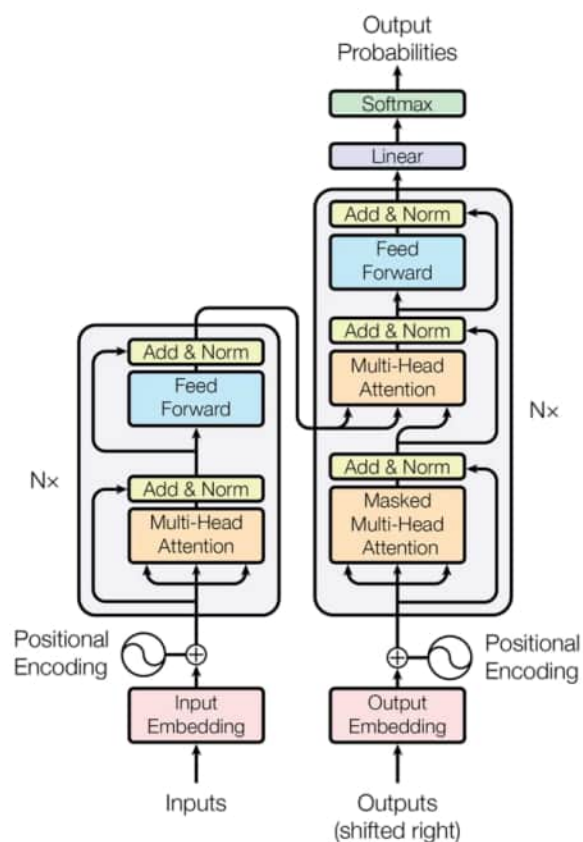 Output
Probabilities
Softmax
Linear
Add & Norm
Feed
Forward
Add & Norm
Multi-Head
Attention
N×
Add & Norm
Masked
Multi-Head
Attention
Add & Norm
Feed
Forward
N×
Add & Norm
Multi-Head
Attention
Positional
Encoding
Positional
Encoding
Input
Embedding
Output
Embedding
Inputs
Outputs
(shifted right)